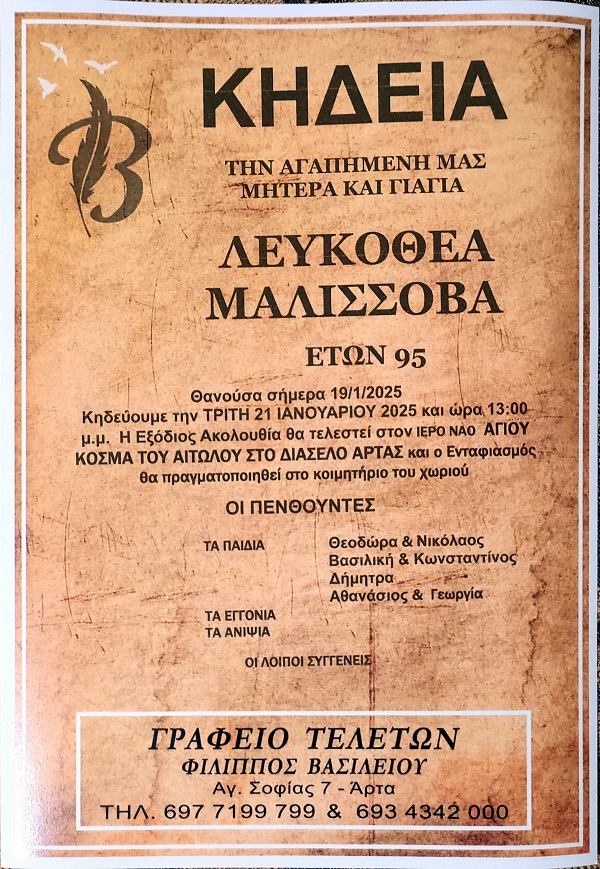 B
ΚΗΔΕΙΑ
ΤΗΝ ΑΓΑΠΗΜΕΝΗ ΜΑΣ
ΜΗΤΕΡΑ ΚΑΙ ΓΙΑΓΙΑ
ΛΕΥΚΟΘΕΑ
ΜΑΛΙΣΣΟΒΑ
ΕΤΩΝ 95
Θανούσα σήμερα 19/1/2025
Κηδεύουμε την ΤΡΙΤΗ 21 ΙΑΝΟΥΑΡΙΟΥ 2025 και ώρα 13:00
μ.μ. Η Εξόδιος Ακολουθία θα τελεστεί στον ΙΕΡΟ ΝΑΟ ΑΓΙΟΥ
ΚΟΣΜΑ ΤΟΥ ΑΙΤΩΛΟΥ ΣΤΟ ΔΙΑΣΕΛΟ ΑΡΤΑΣ και ο Ενταφιασμός
θα πραγματοποιηθεί στο κοιμητήριο του χωριού
ΟΙ ΠΕΝΘΟΥΝΤΕΣ
ΤΑ ΠΑΙΔΙΑ Θεοδώρα & Νικόλαος
Βασιλική & Κωνσταντίνος
Δήμητρα
Αθανάσιος & Γεωργία
ΤΑ ΕΓΓΟΝΙΑ
ΤΑ ΑΝΙΨΙΑ
ΟΙ ΛΟΙΠΟΙ ΣΥΓΓΕΝΕΙΣ
ΓΡΑΦΕΙΟ ΤΕΛΕΤΩΝ
ΦΙΛΙΠΠΟΣ ΒΑΣΙΛΕΙΟΥ
Αγ. Σοφίας 7 - Άρτα
ΤΗΛ. 697 7199 799 & 693 4342 000